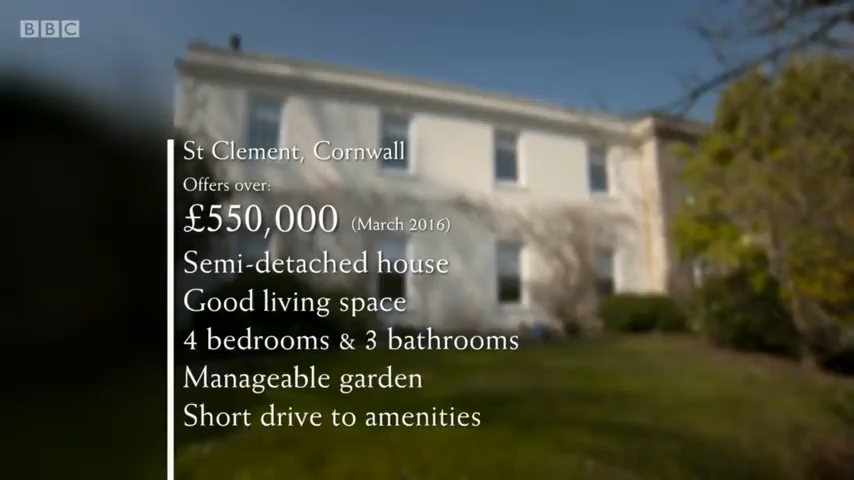 BBC
St Clement, Cornwall
Offers over:
£550,000 (March 2016)
Semi-detached house
Good living space
4 bedrooms & 3 bathrooms
Manageable garden
Short drive to amenities